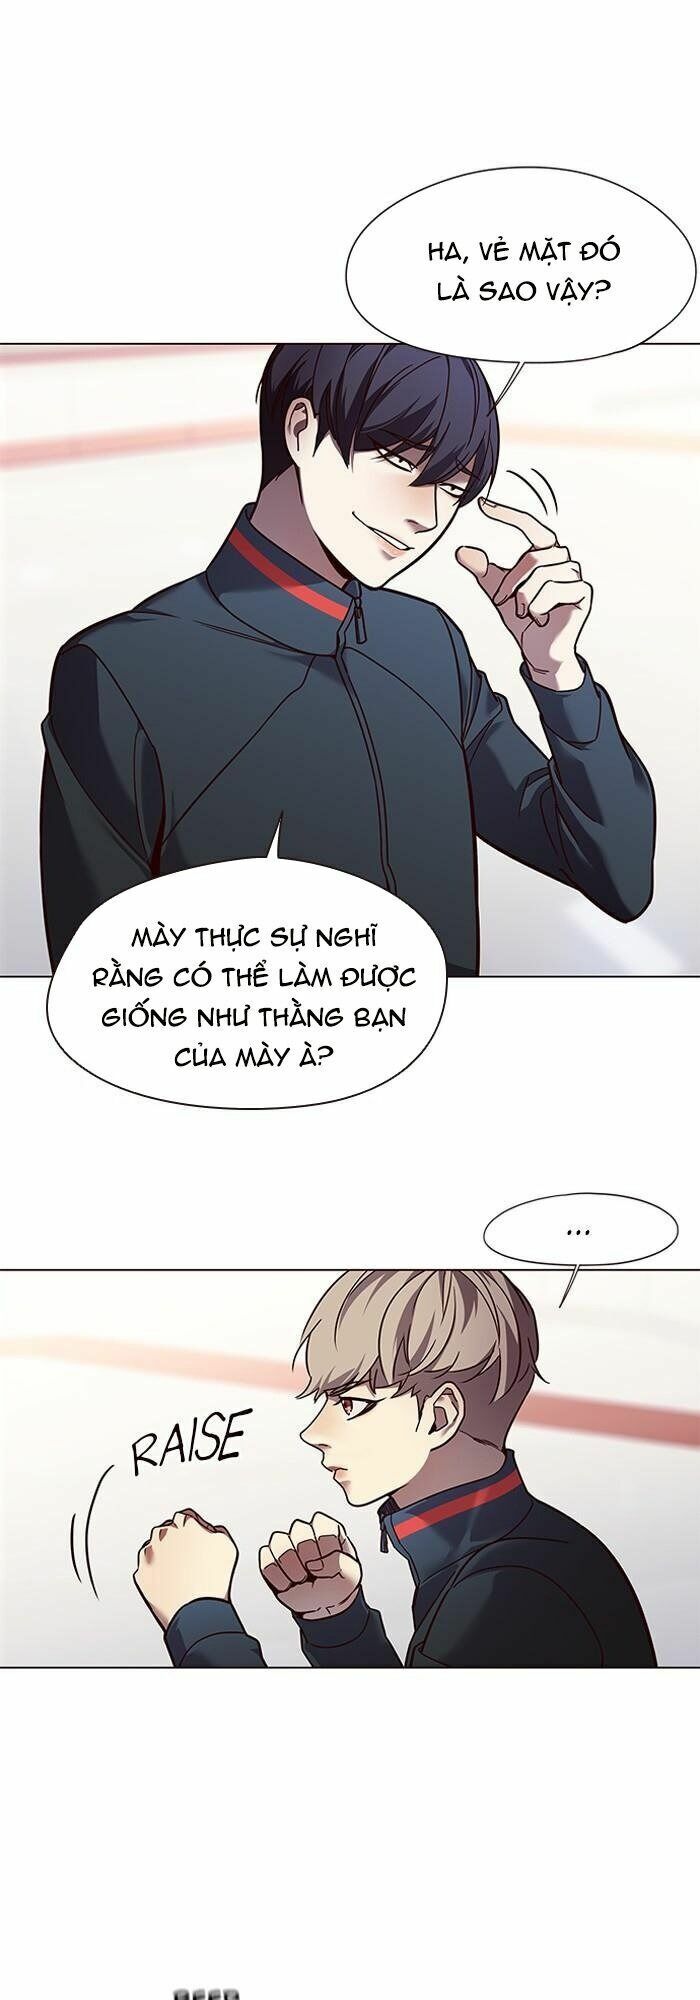 HA, VẺ MẶT ĐÓ
LÀ SAO VẬY?
MÀY THỰC SỰ NGHĨ
RẰNG CÓ THỂ LÀM ĐƯỢC
GIỐNG NHƯ THẰNG BẠN
CỦA MÀY À?
...
RAISE